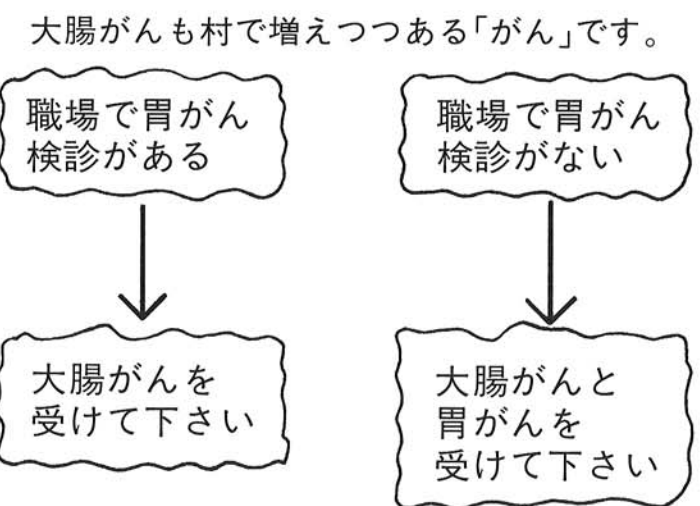 大腸がんも村で増えつつある「がん」です。
職場で胃がん
検診がある
職場で胃がん
検診がない
大腸がんを
受けて下さい
大腸がんと
胃がんを
受けて下さい